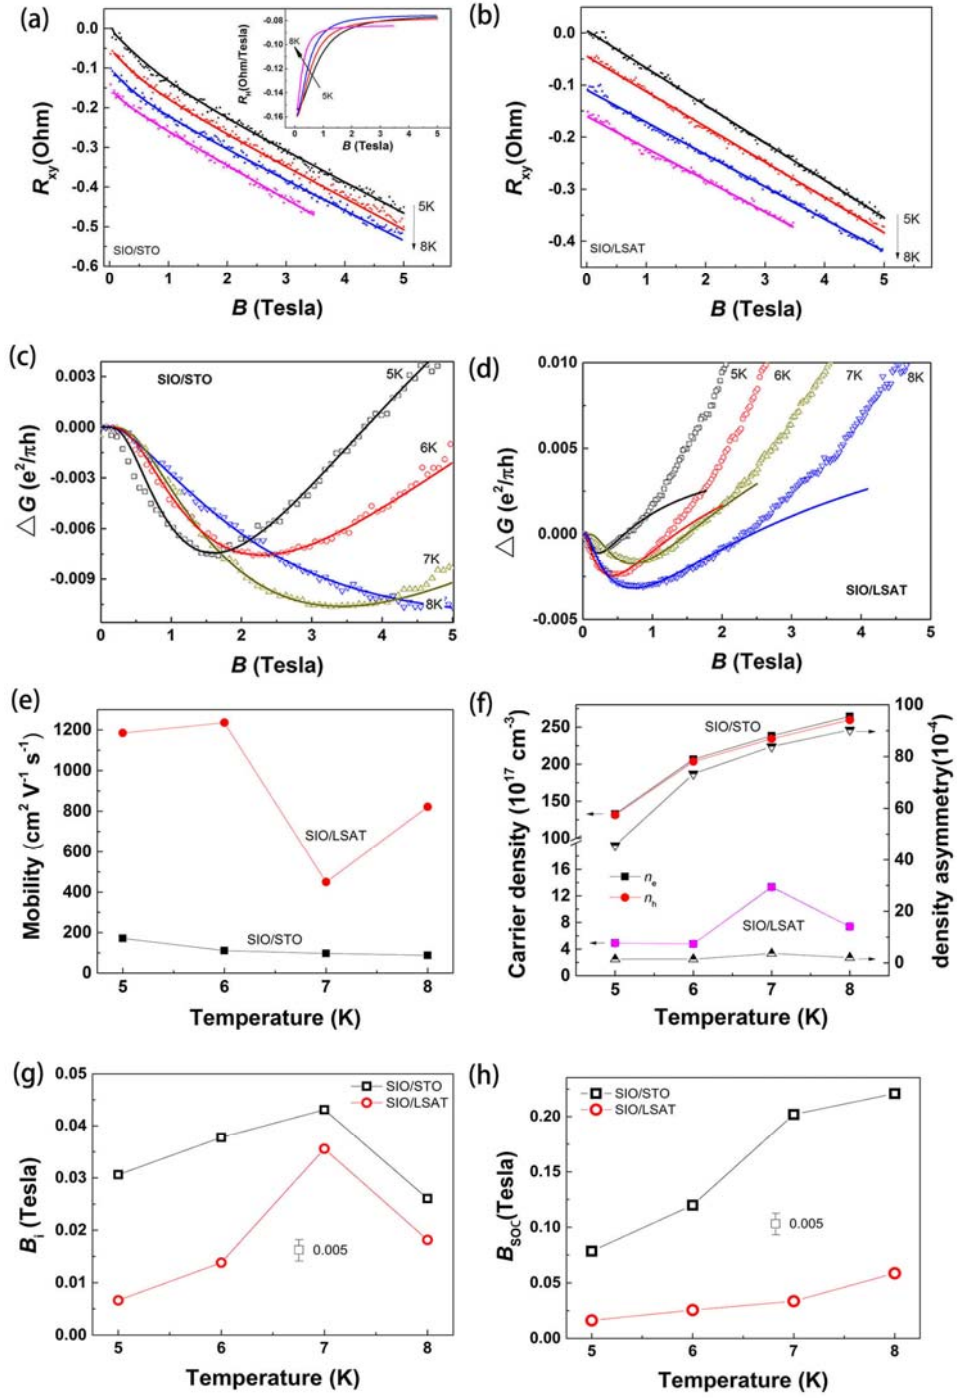 (a)
0.0
-0.1
-0.2
-0.3
-0.4
-0.5
-0.6
Rxy(Ohm)
0 1 2 3 4 5
B (Tesla)
SIO/STO
5K
8K
-0.08
-0.10
-0.12
-0.14
-0.16
RH(Ohm/Tesla)
8K
5K
0 1 2 3 4 5
B (Tesla)
(b)
0.0
-0.1
-0.2
-0.3
-0.4
Rxy(Ohm)
0 1 2 3 4 5
B (Tesla)
SIO/LSAT
5K
8K
(c)
0.003
0.000
-0.003
-0.006
-0.009
△G (e²/πh)
SIO/STO
5K
6K
7K
8K
0 1 2 3 4 5
B (Tesla)
(d)
0.010
0.005
0.000
-0.005
△G (e²/πh)
5K 6K 7K 8K
SIO/LSAT
0 1 2 3 4 5
B (Tesla)
(e)
1200
1000
800
600
400
200
0
Mobility (cm² V⁻¹ s⁻¹)
SIO/LSAT
SIO/STO
5 6 7 8
Temperature (K)
(f)
250
200
150
100
16
12
8
4
0
Carrier density (10¹⁷ cm⁻³)
SIO/STO
ne
nh
SIO/LSAT
100
80
60
40
20
0
density asymmetry(10⁻⁴)
5 6 7 8
Temperature (K)
(g)
0.05
0.04
0.03
0.02
0.01
0.00
Bi (Tesla)
SIO/STO
SIO/LSAT
0.005
5 6 7 8
Temperature (K)
(h)
0.20
0.15
0.10
0.05
0.00
BSOC(Tesla)
SIO/STO
SIO/LSAT
0.005
5 6 7 8
Temperature (K)